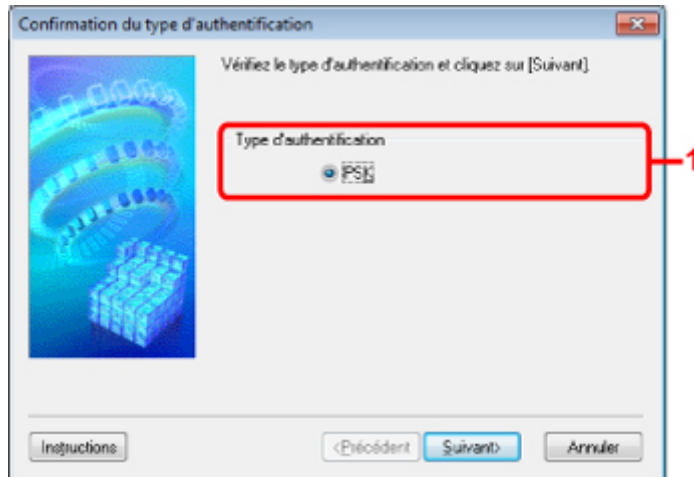 Confirmation du type d'authentification
Vérifiez le type d'authentification et cliquez sur [Suivant].
Type d'authentification
PSK
1
Instructions
<Précédent
Suivant>
Annuler